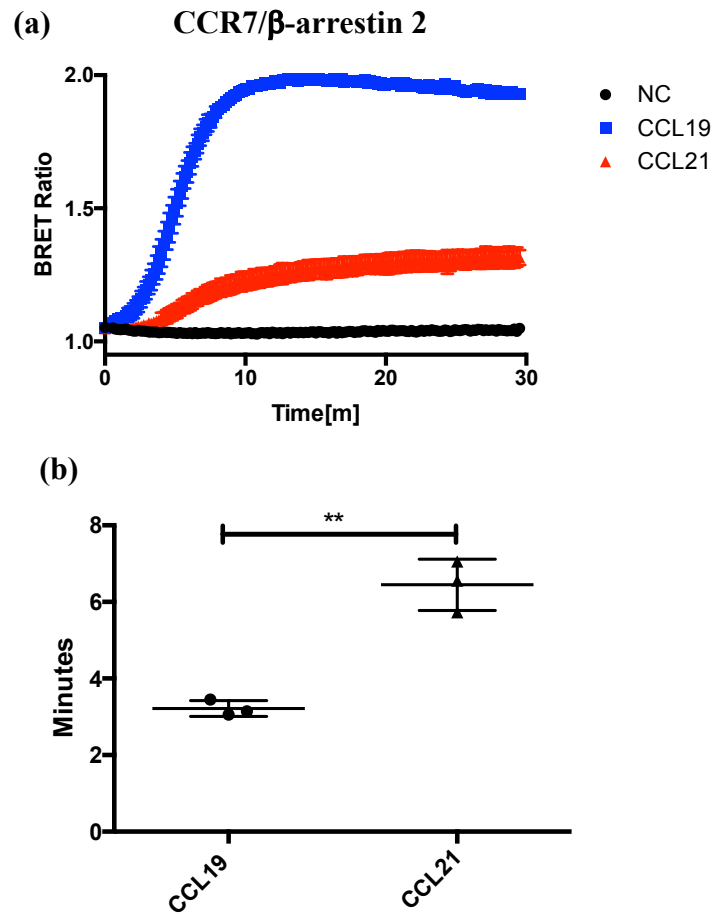 (a) CCR7/β-arrestin 2
2.0
1.5
1.0
BRET Ratio
0 10 20 30
Time[m]
NC
CCL19
CCL21
(b)
**
8
6
4
2
0
Minutes
CCL19 CCL21